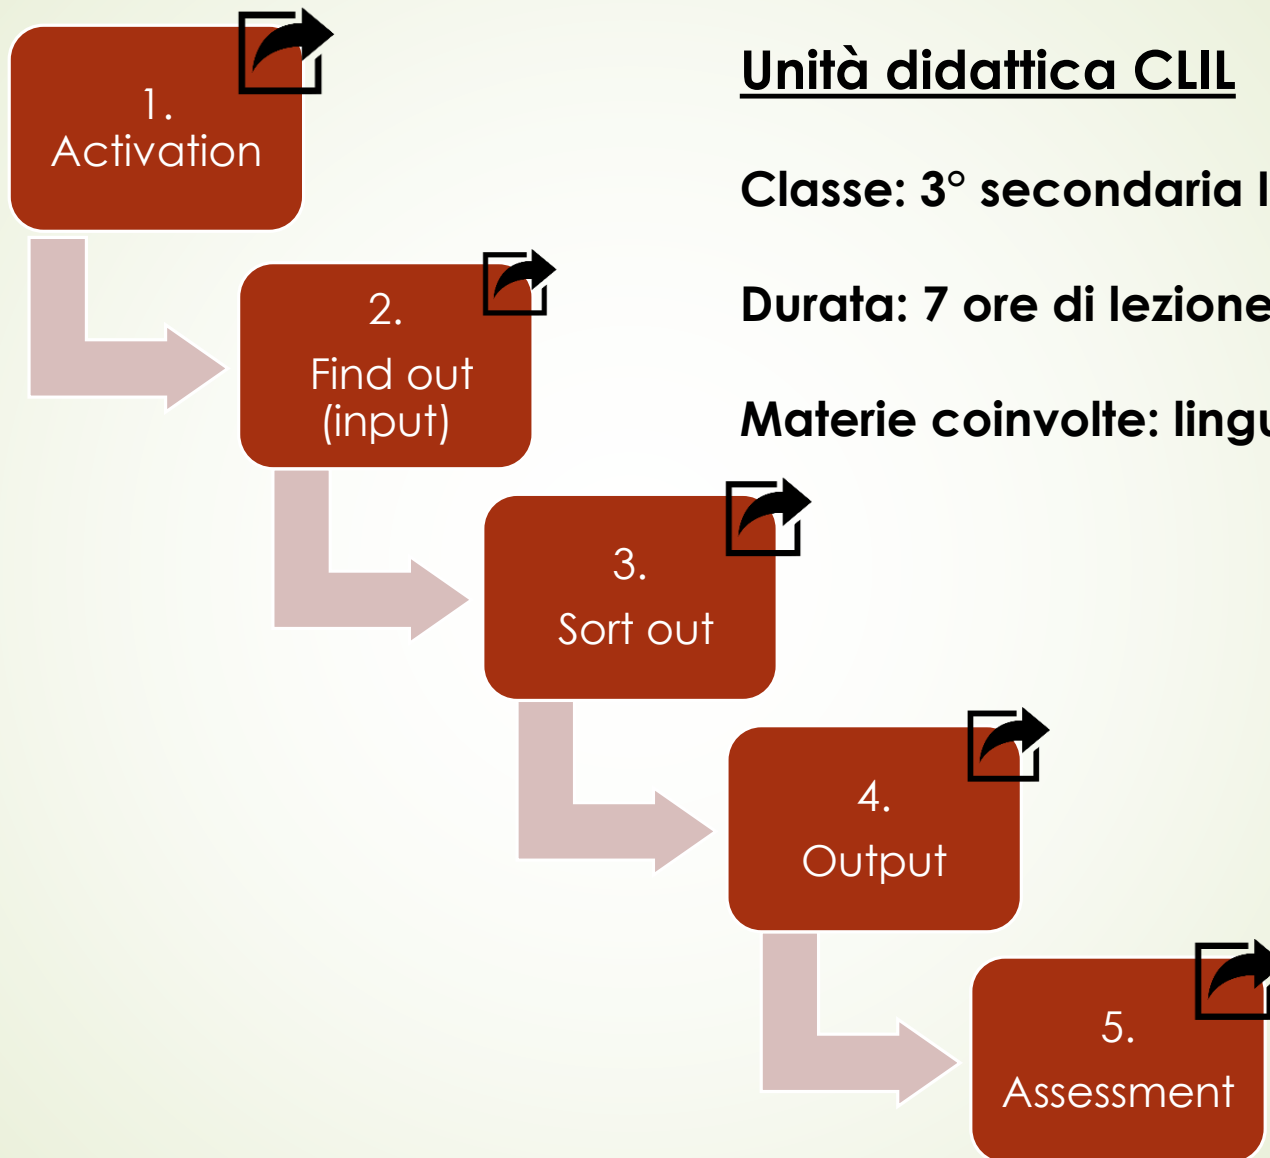 Unità didattica CLIL
Classe: 3° secondaria
Durata: 7 ore di lezione
Materie coinvolte:
1.
Activation
2.
Find out
(input)
3.
Sort out
4.
Output
5.
Assessment